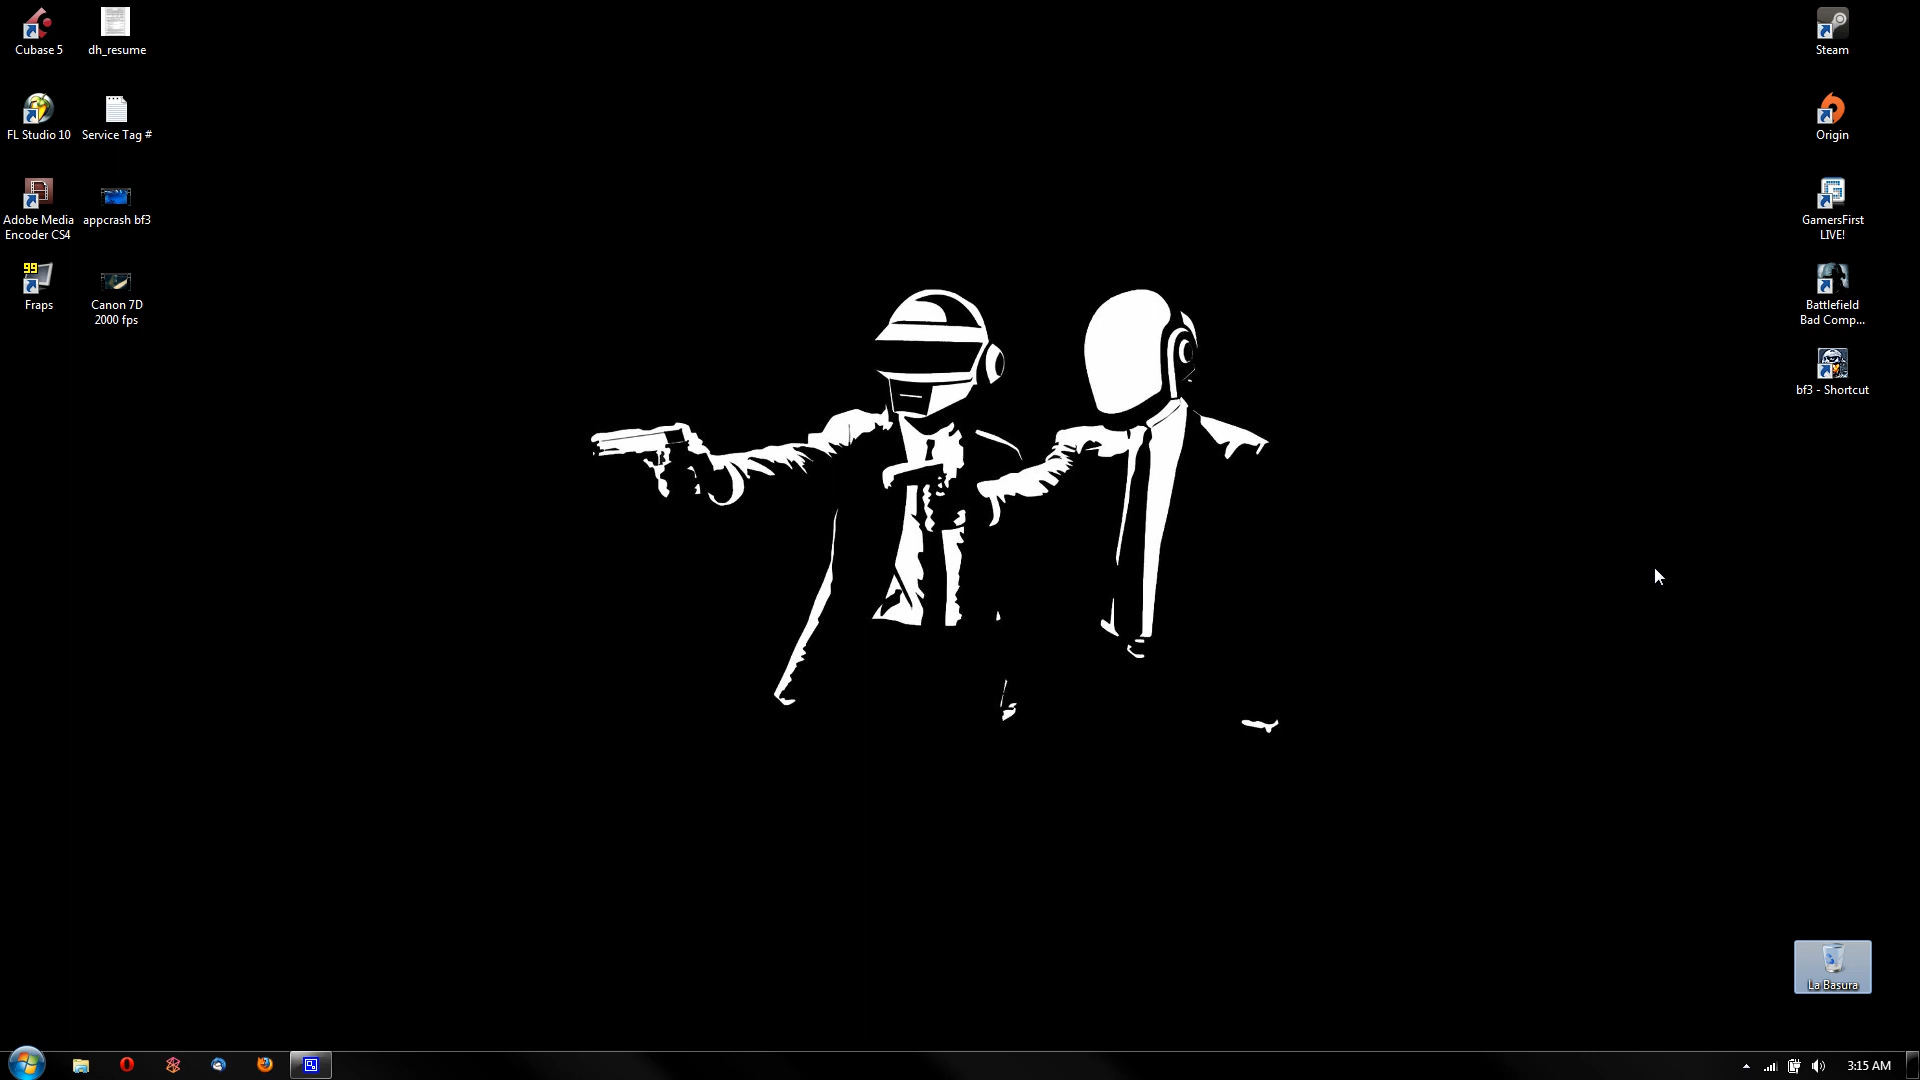 Cubase 5
dh_resume
FL Studio 10
Service Tag #
Adobe Media
Encoder CS4
appcrash bf3
99
Fraps
Canon 7D
2000 fps
Steam
Origin
GamersFirst
LIVE!
Battlefield
Bad Comp...
bf3 - Shortcut
La Basura
3:15 AM